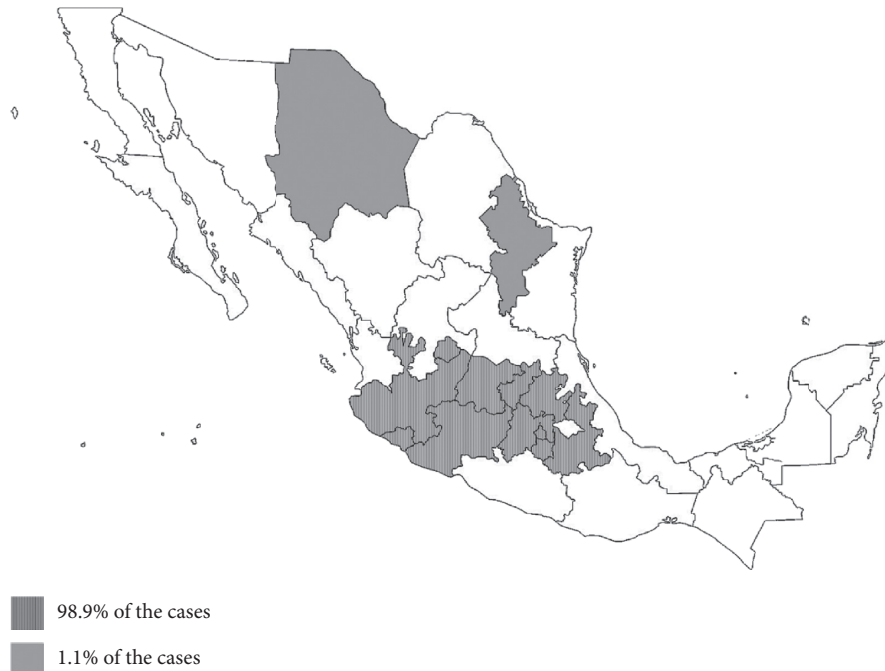 98.9% of the cases
1.1% of the cases